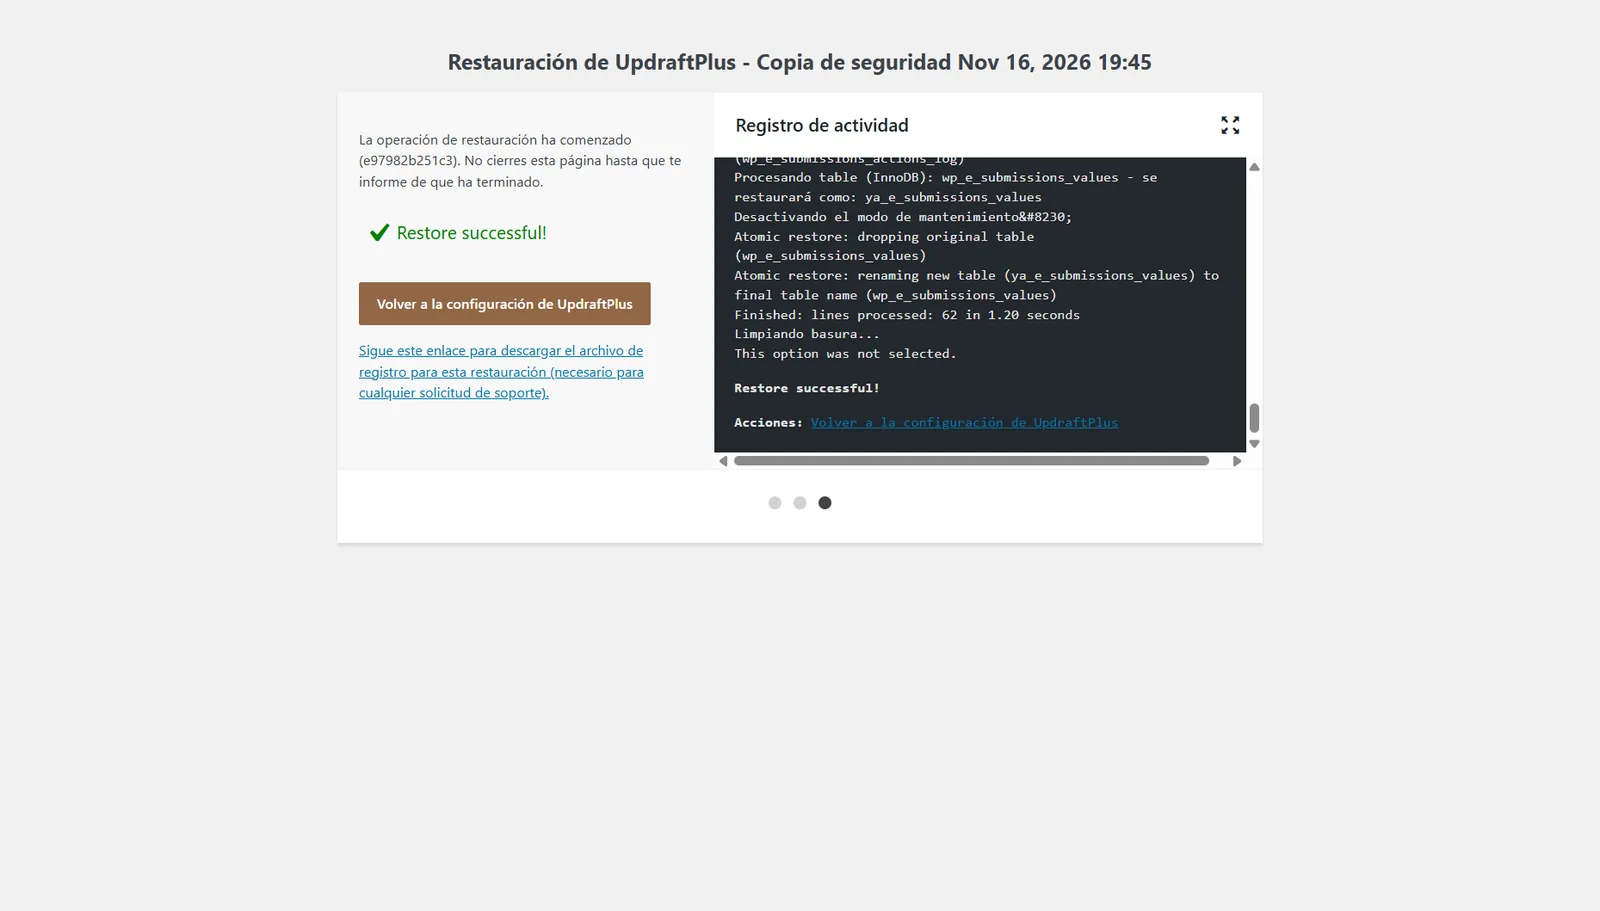 Restauración de UpdraftPlus - Copia de seguridad Nov 16, 2026 19:45
La operación de restauración ha comenzado
(e97982b251c3). No cierres esta página hasta que te
informe de que ha terminado.
Restore successful!
Volver a la configuración de UpdraftPlus
Sigue este enlace para descargar el archivo de
registro para esta restauración (necesario para
cualquier solicitud de soporte).
Registro de actividad
(wp_e_submissions_actions_log)
Procesando table (InnoDB): wp_e_submissions_values - se
restaurará como: ya_e_submissions_values
Desactivando el modo de mantenimiento&#8230;
Atomic restore: dropping original table
(wp_e_submissions_values)
Atomic restore: renaming new table (ya_e_submissions_values) to
final table name (wp_e_submissions_values)
Finished: lines processed: 62 in 1.20 seconds
Limpiando basura...
This option was not selected.
Restore successful!
Acciones: Volver a la configuración de UpdraftPlus